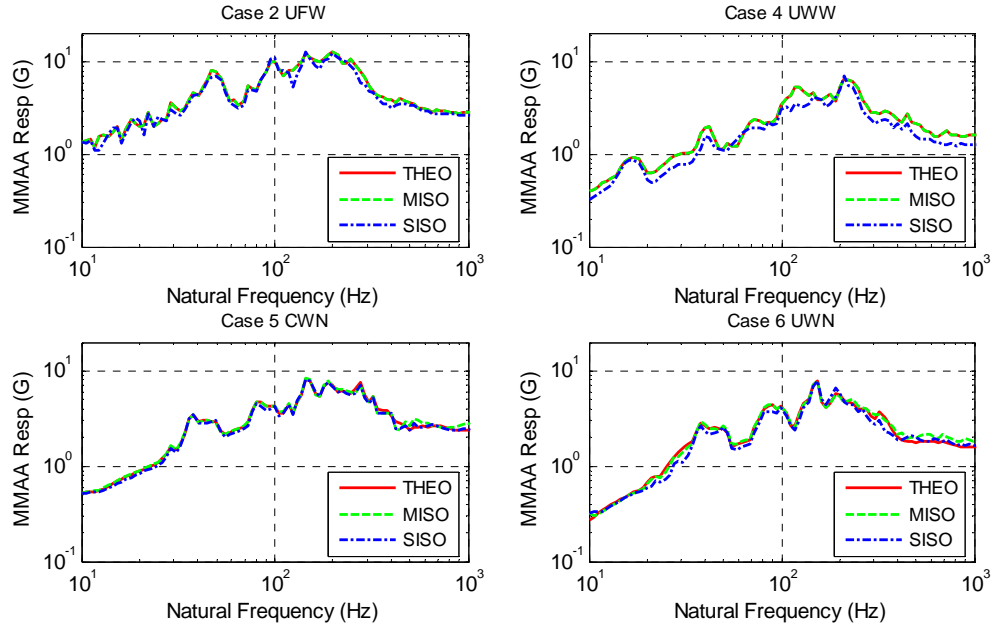 Case 2 UFW
MMAA Resp (G)
10^1
10^0
10^-1
THEO
MISO
SISO
10^1
10^2
10^3
Natural Frequency (Hz)
Case 4 UWW
MMAA Resp (G)
10^1
10^0
10^-1
THEO
MISO
SISO
10^1
10^2
10^3
Natural Frequency (Hz)
Case 5 CWN
MMAA Resp (G)
10^1
10^0
10^-1
THEO
MISO
SISO
10^1
10^2
10^3
Natural Frequency (Hz)
Case 6 UWN
MMAA Resp (G)
10^1
10^0
10^-1
THEO
MISO
SISO
10^1
10^2
10^3
Natural Frequency (Hz)